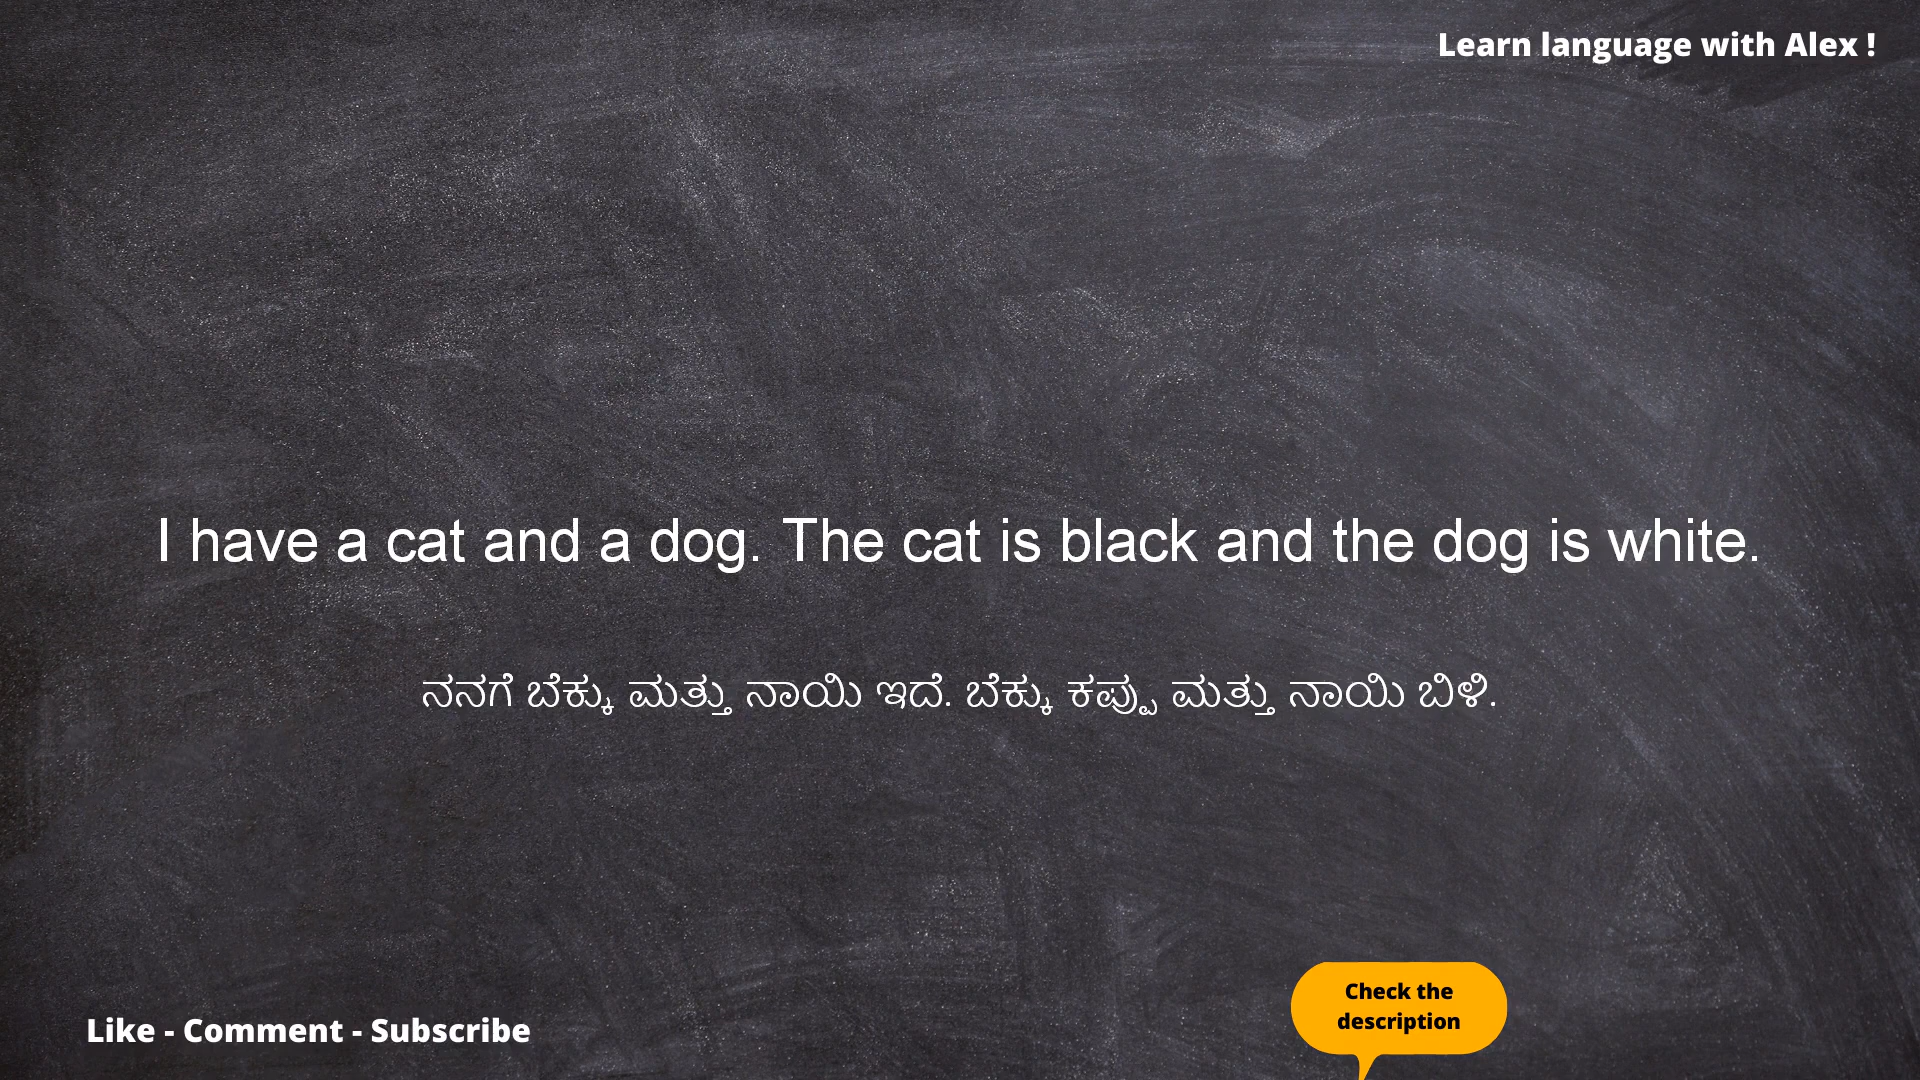 Learn language with Alex !
I have a cat and a dog. The cat is black and the dog is white.
ನನಗೆ ಬೆಕ್ಕು ಮತ್ತು ನಾಯಿ ಇದೆ. ಬೆಕ್ಕು ಕಪ್ಪು ಮತ್ತು ನಾಯಿ ಬಿಳಿ.
Check the
description
Like - Comment - Subscribe